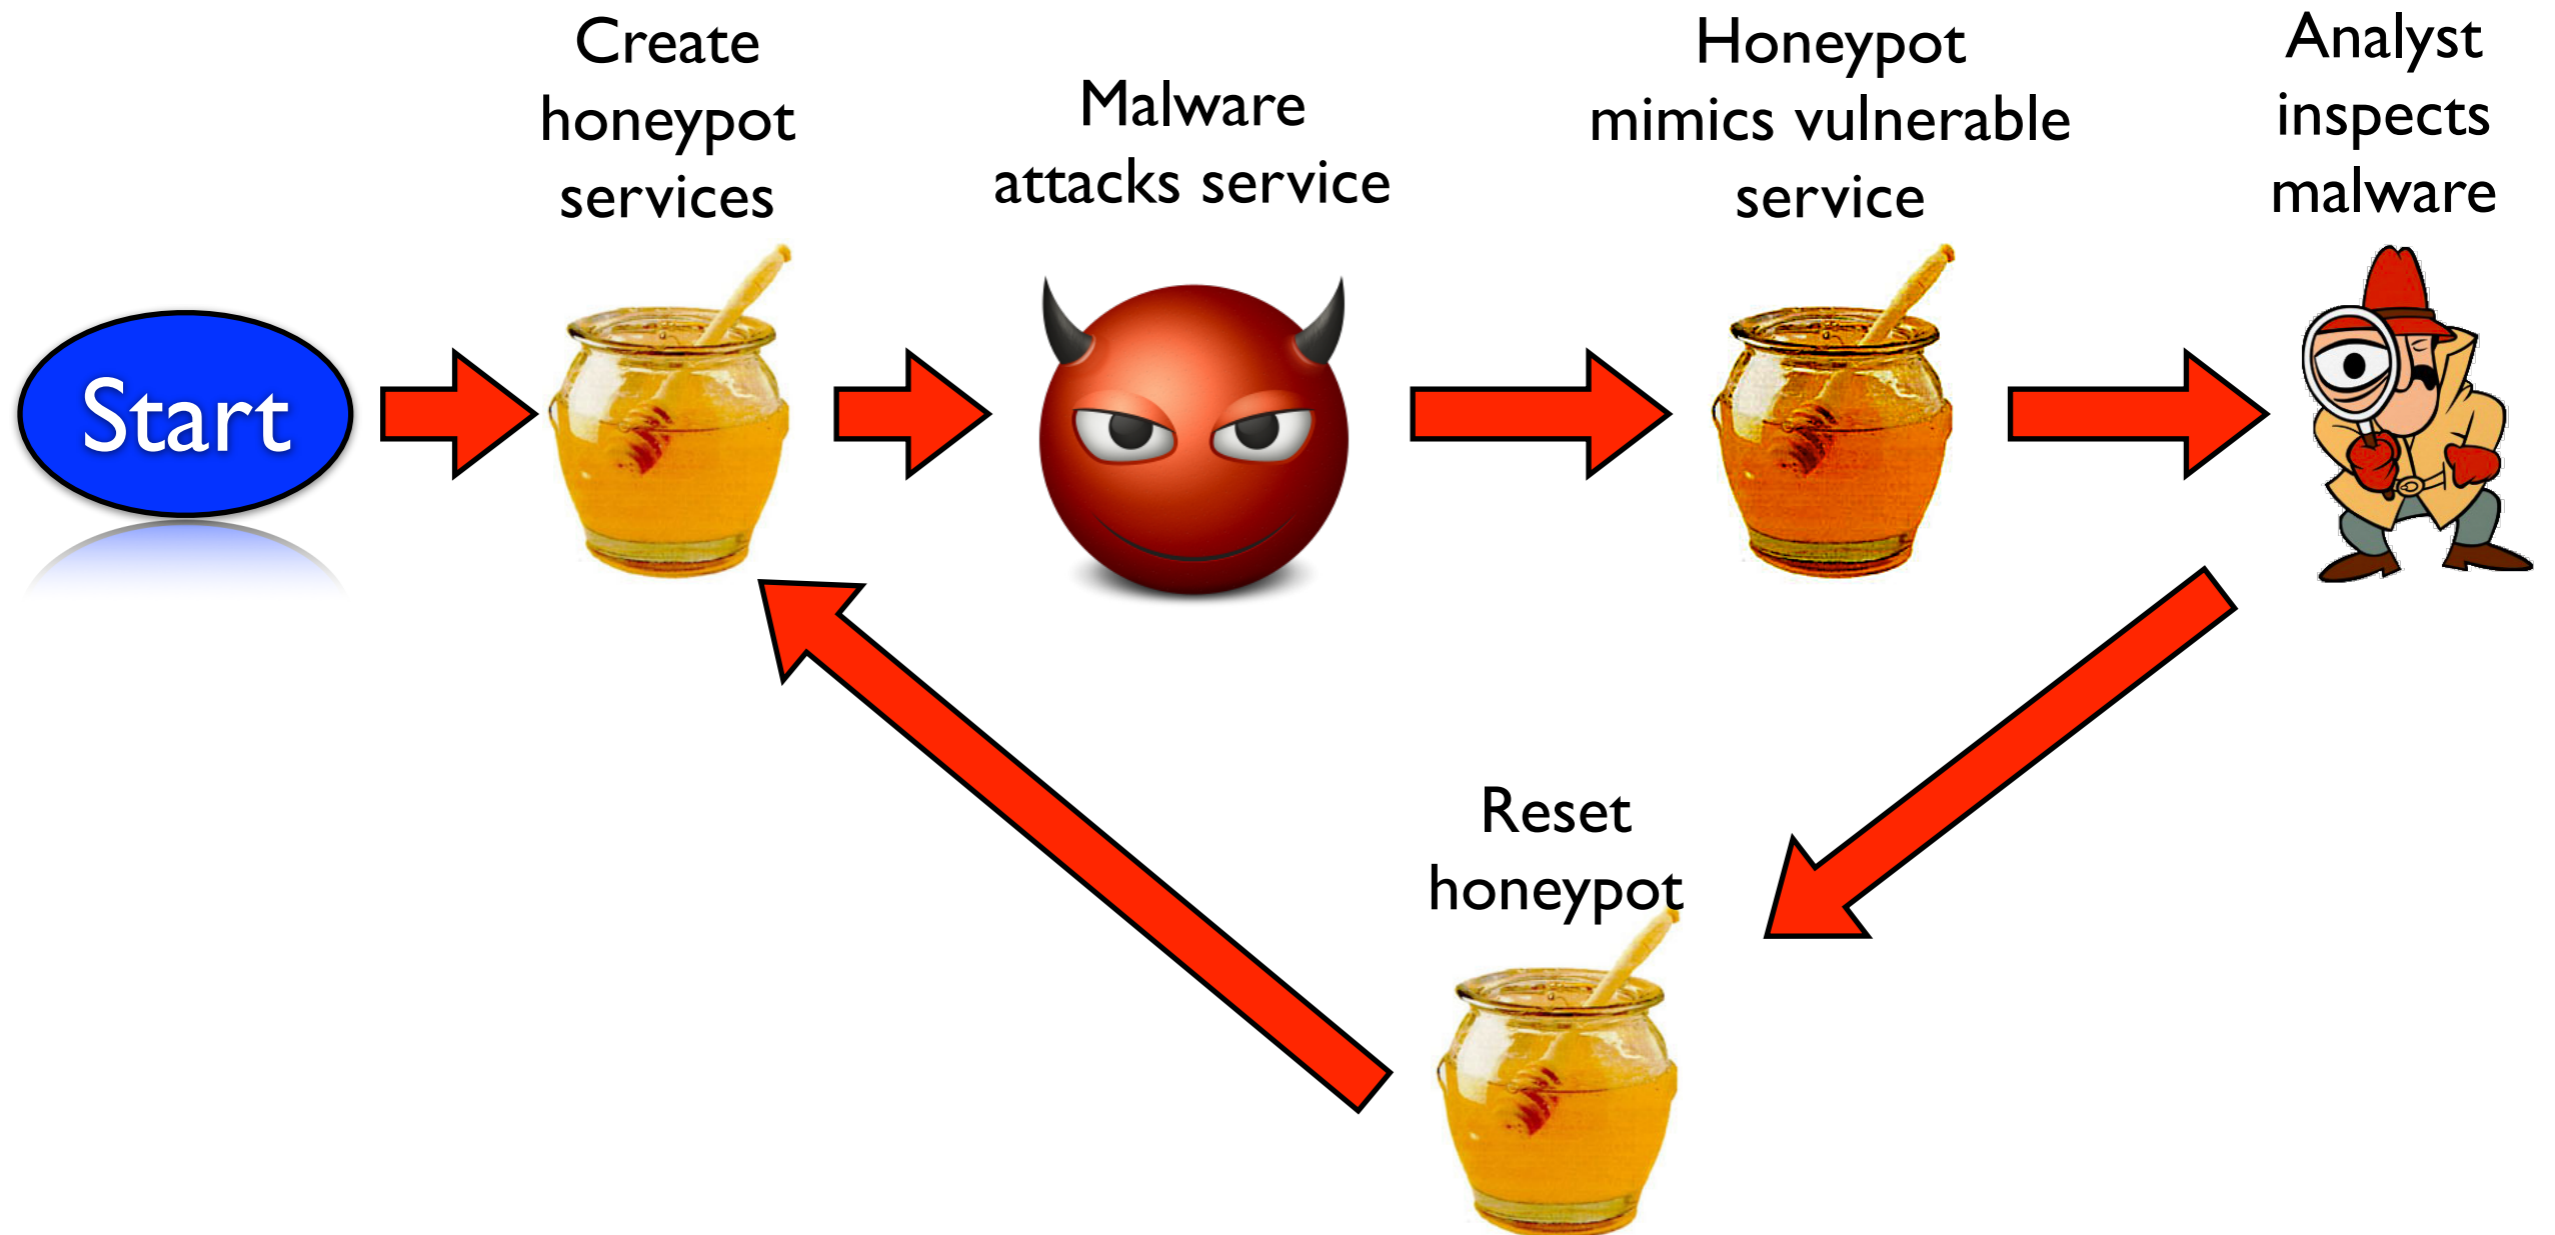 Start
Create
honeypot
services
Malware
attacks service
Honeypot
mimics vulnerable
service
Analyst
inspects
malware
Reset
honeypot